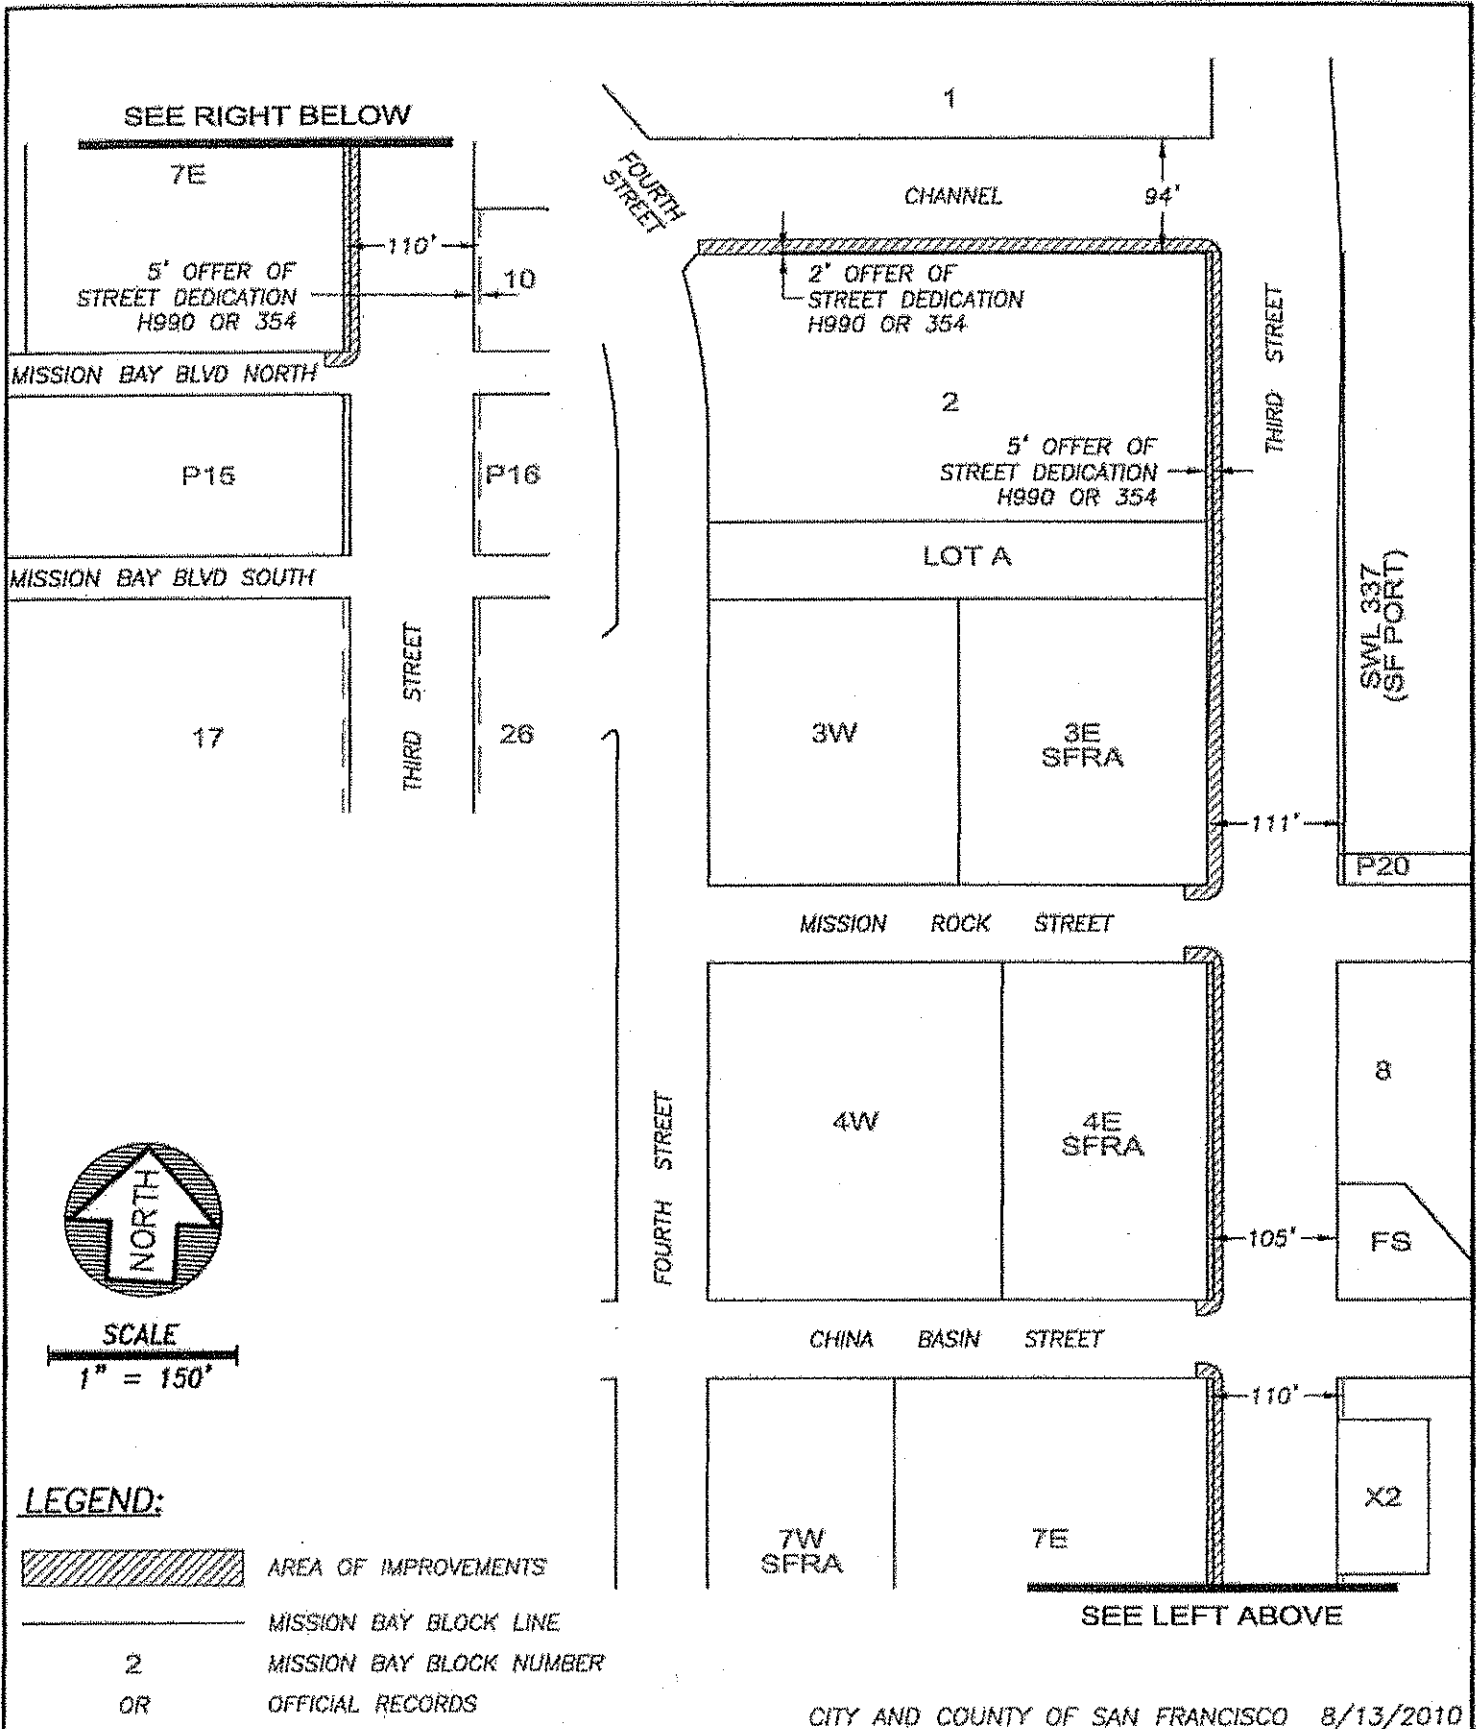 SEE RIGHT BELOW
7E
110'
5' OFFER OF
STREET DEDICATION
H990 OR 354
10
MISSION BAY BLVD NORTH
P15
P16
MISSION BAY BLVD SOUTH
17
THIRD STREET
26
1
FOURTH
STREET
CHANNEL
94'
2' OFFER OF
STREET DEDICATION
H990 OR 354
THIRD STREET
2
5' OFFER OF
STREET DEDICATION
H990 OR 354
LOT A
SWL 337
(SF PORT)
3W
3E
SFRA
111'
P20
MISSION ROCK STREET
4W
4E
SFRA
8
FOURTH STREET
105'
FS
CHINA BASIN STREET
110'
X2
7W
SFRA
7E
SEE LEFT ABOVE
NORTH
SCALE
1" = 150'
LEGEND:
AREA OF IMPROVEMENTS
MISSION BAY BLOCK LINE
2 MISSION BAY BLOCK NUMBER
OR OFFICIAL RECORDS
CITY AND COUNTY OF SAN FRANCISCO 8/13/2010